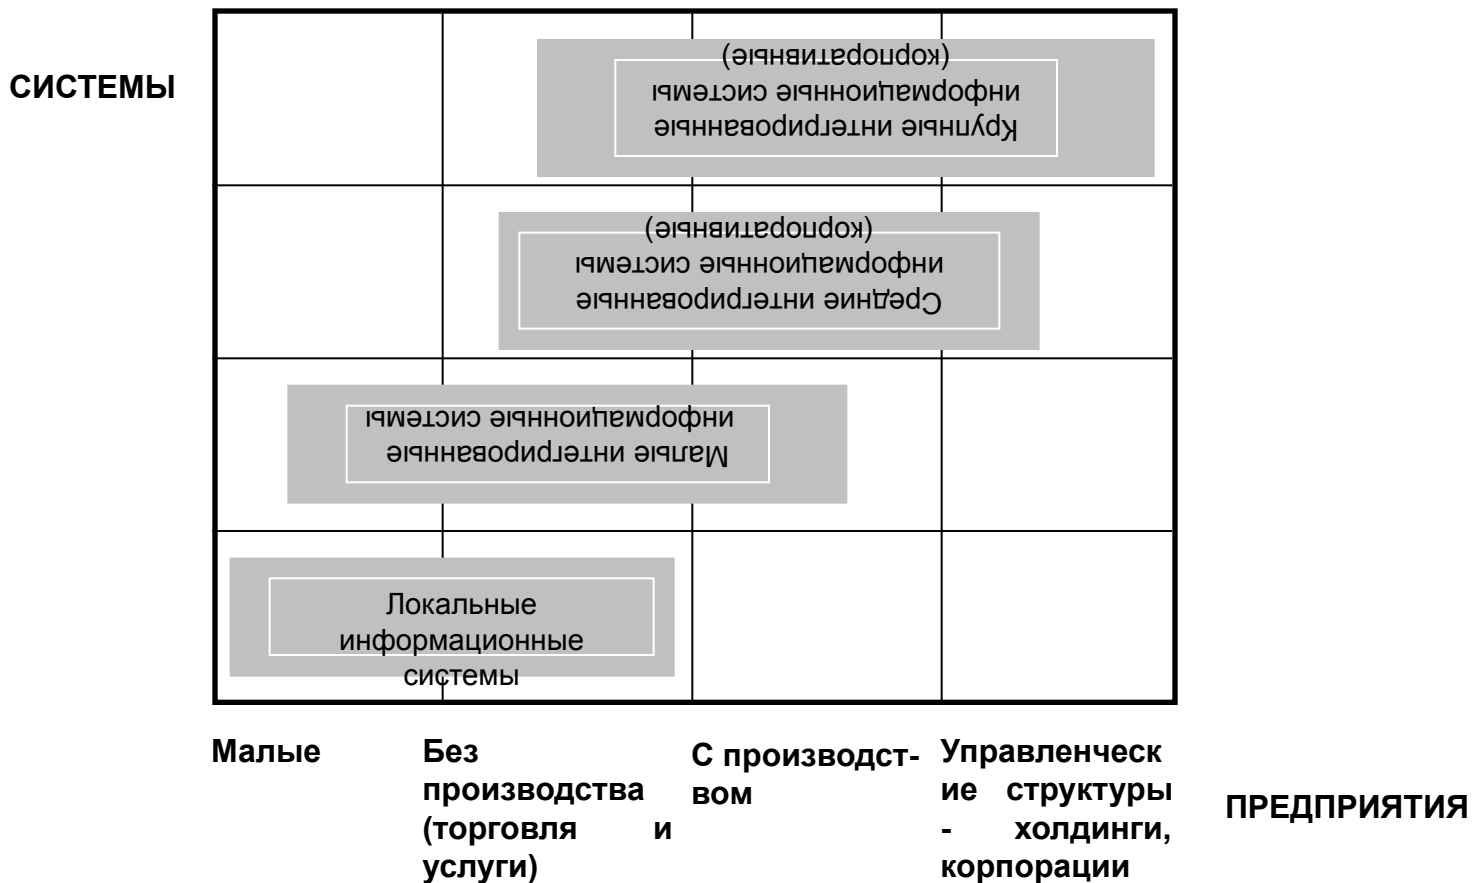 СИСТЕМЫ
Крупные интегрированные
информационные системы
(корпоративные)
Средние интегрированные
информационные системы
(корпоративные)
Малые интегрированные
информационные системы
Локальные
информационные
системы
Малые
Без
производства
(торговля и
услуги)
С производст-
вом
Управленческ
ие структуры
- холдинги,
корпорации
ПРЕДПРИЯТИЯ